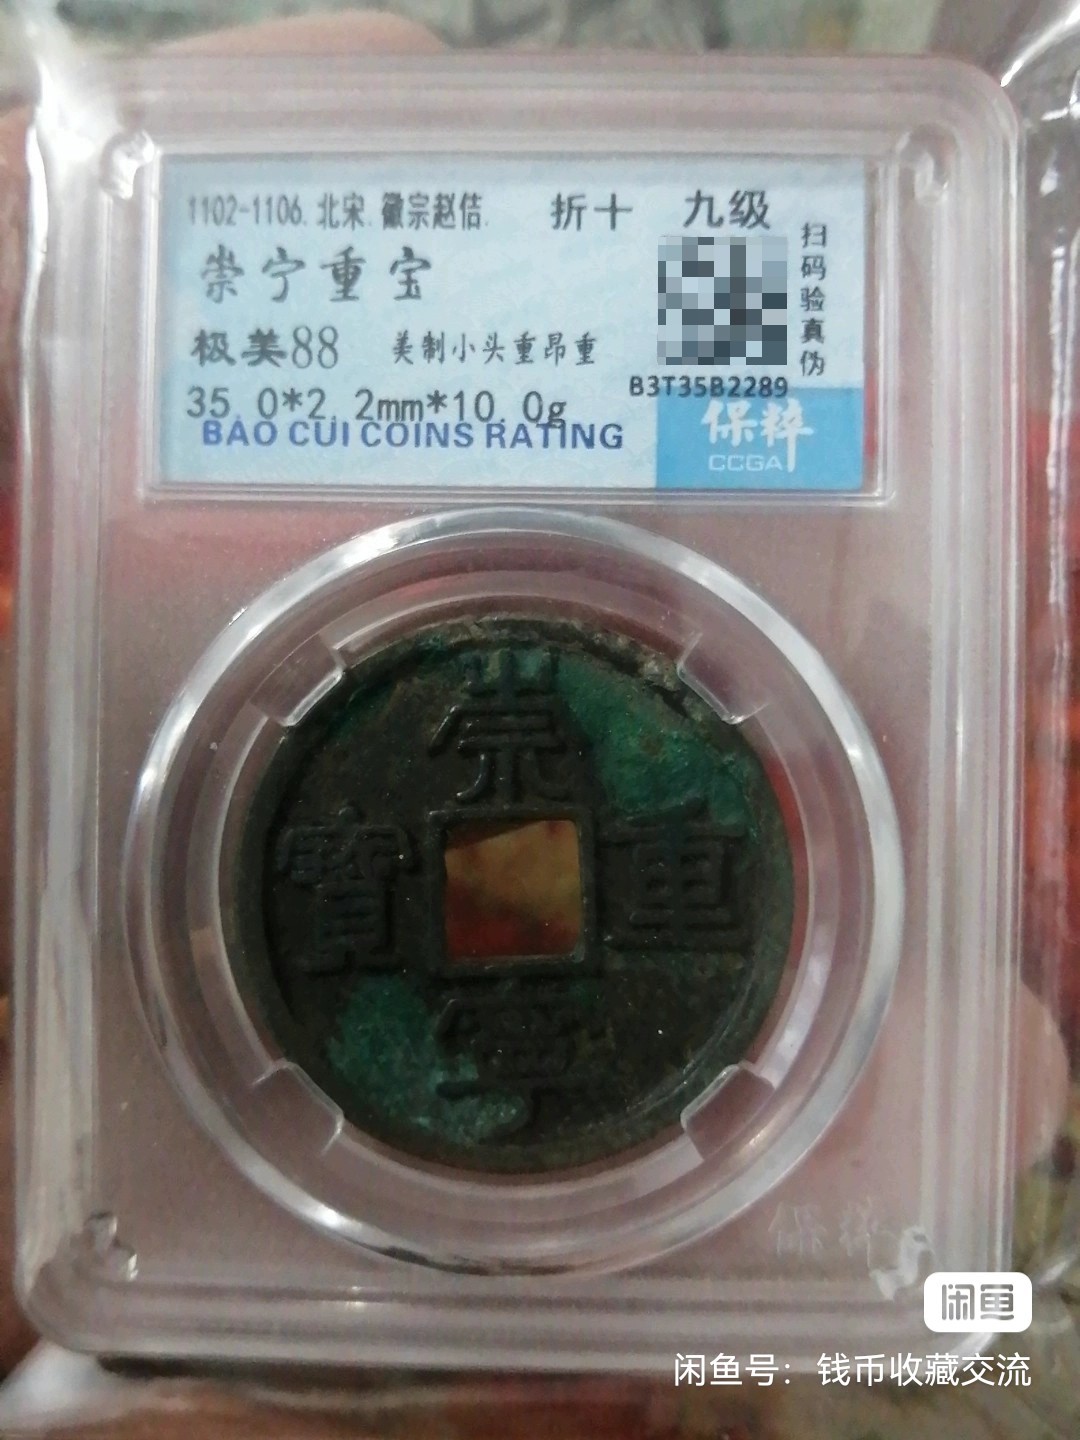 1102-1106.北宋.徽宗赵佶. 折十 九级
崇宁重宝
极美88 美制小头重昂重
扫码验真伪
B3T35B2289
35.0*2.2mm*10.0g
BAO CUI COINS RATING
保粹
CCGA
崇
寳 重
寧
闲鱼
闲鱼号：钱币收藏交流